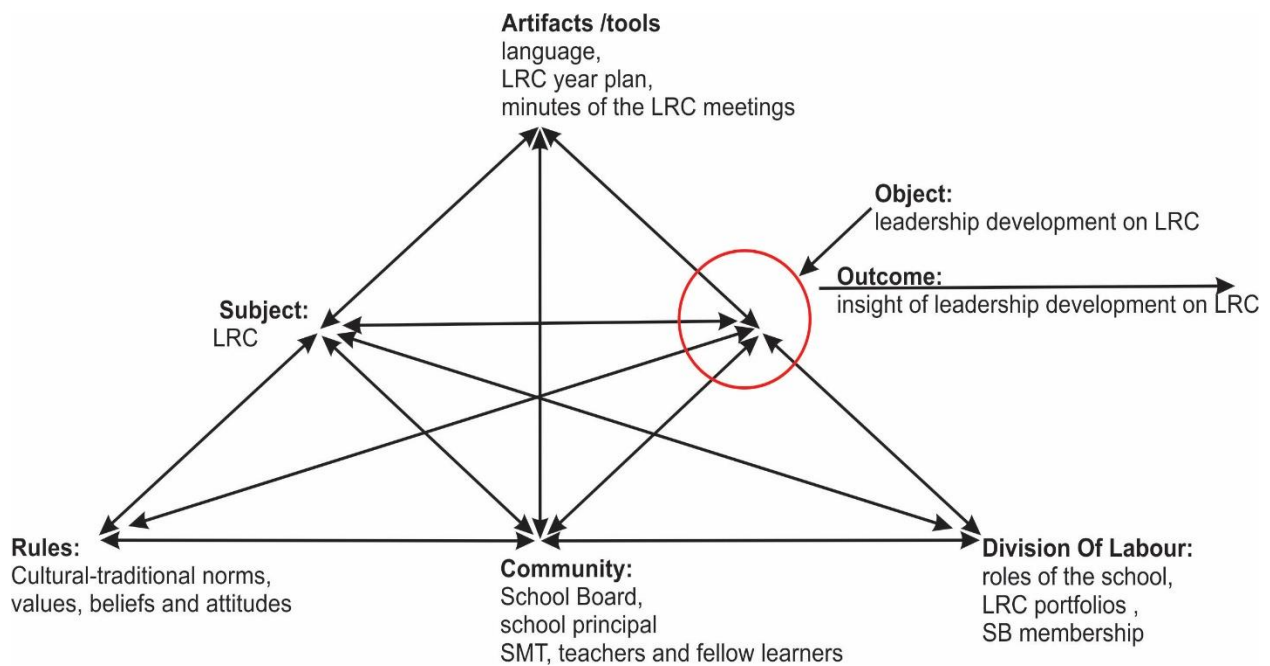 Artifacts /tools
language,
LRC year plan,
minutes of the LRC meetings
Object:
leadership development on LRC
Outcome:
insight of leadership development on LRC
Subject:
LRC
Rules:
Cultural-traditional norms,
values, beliefs and attitudes
Community:
School Board,
school principal
SMT, teachers and fellow learners
Division Of Labour:
roles of the school,
LRC portfolios ,
SB membership